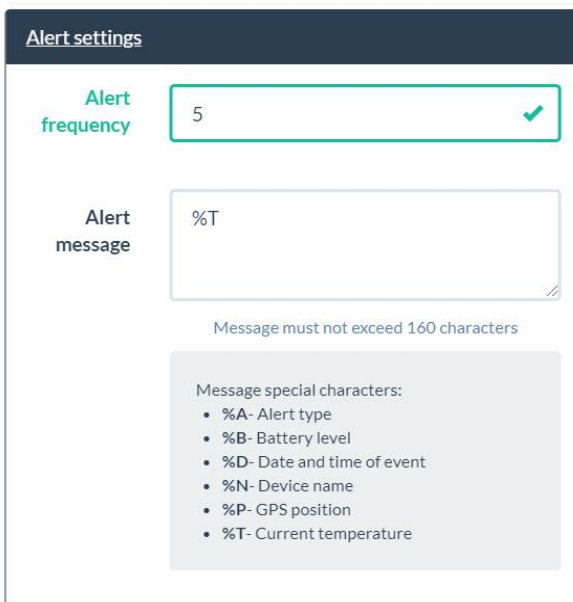 Alert settings
Alert
frequency
5
Alert
message
%T
Message must not exceed 160 characters
Message special characters:
• %A- Alert type
• %B- Battery level
• %D- Date and time of event
• %N- Device name
• %P- GPS position
• %T- Current temperature